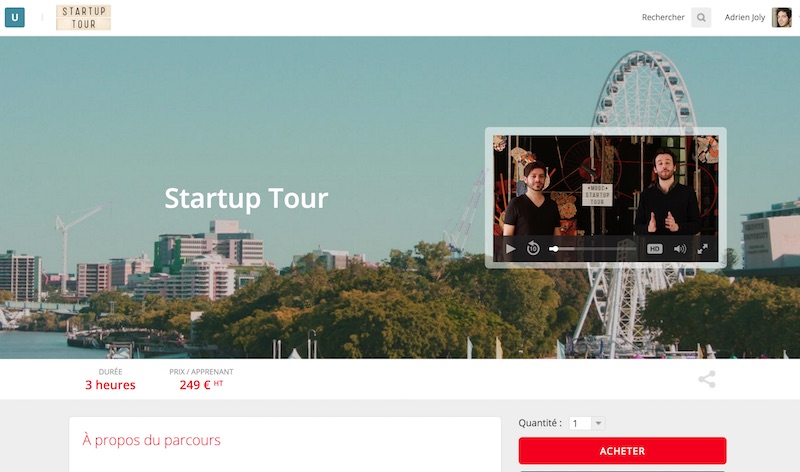 U
STARTUP
TOUR
Rechercher
Adrien Joly
Startup Tour
MOOC
STARTUP
TOUR
10
HD
DURÉE
3 heures
PRIX / APPRENANT
249 € HT
Quantité : 1
À propos du parcours
ACHETER